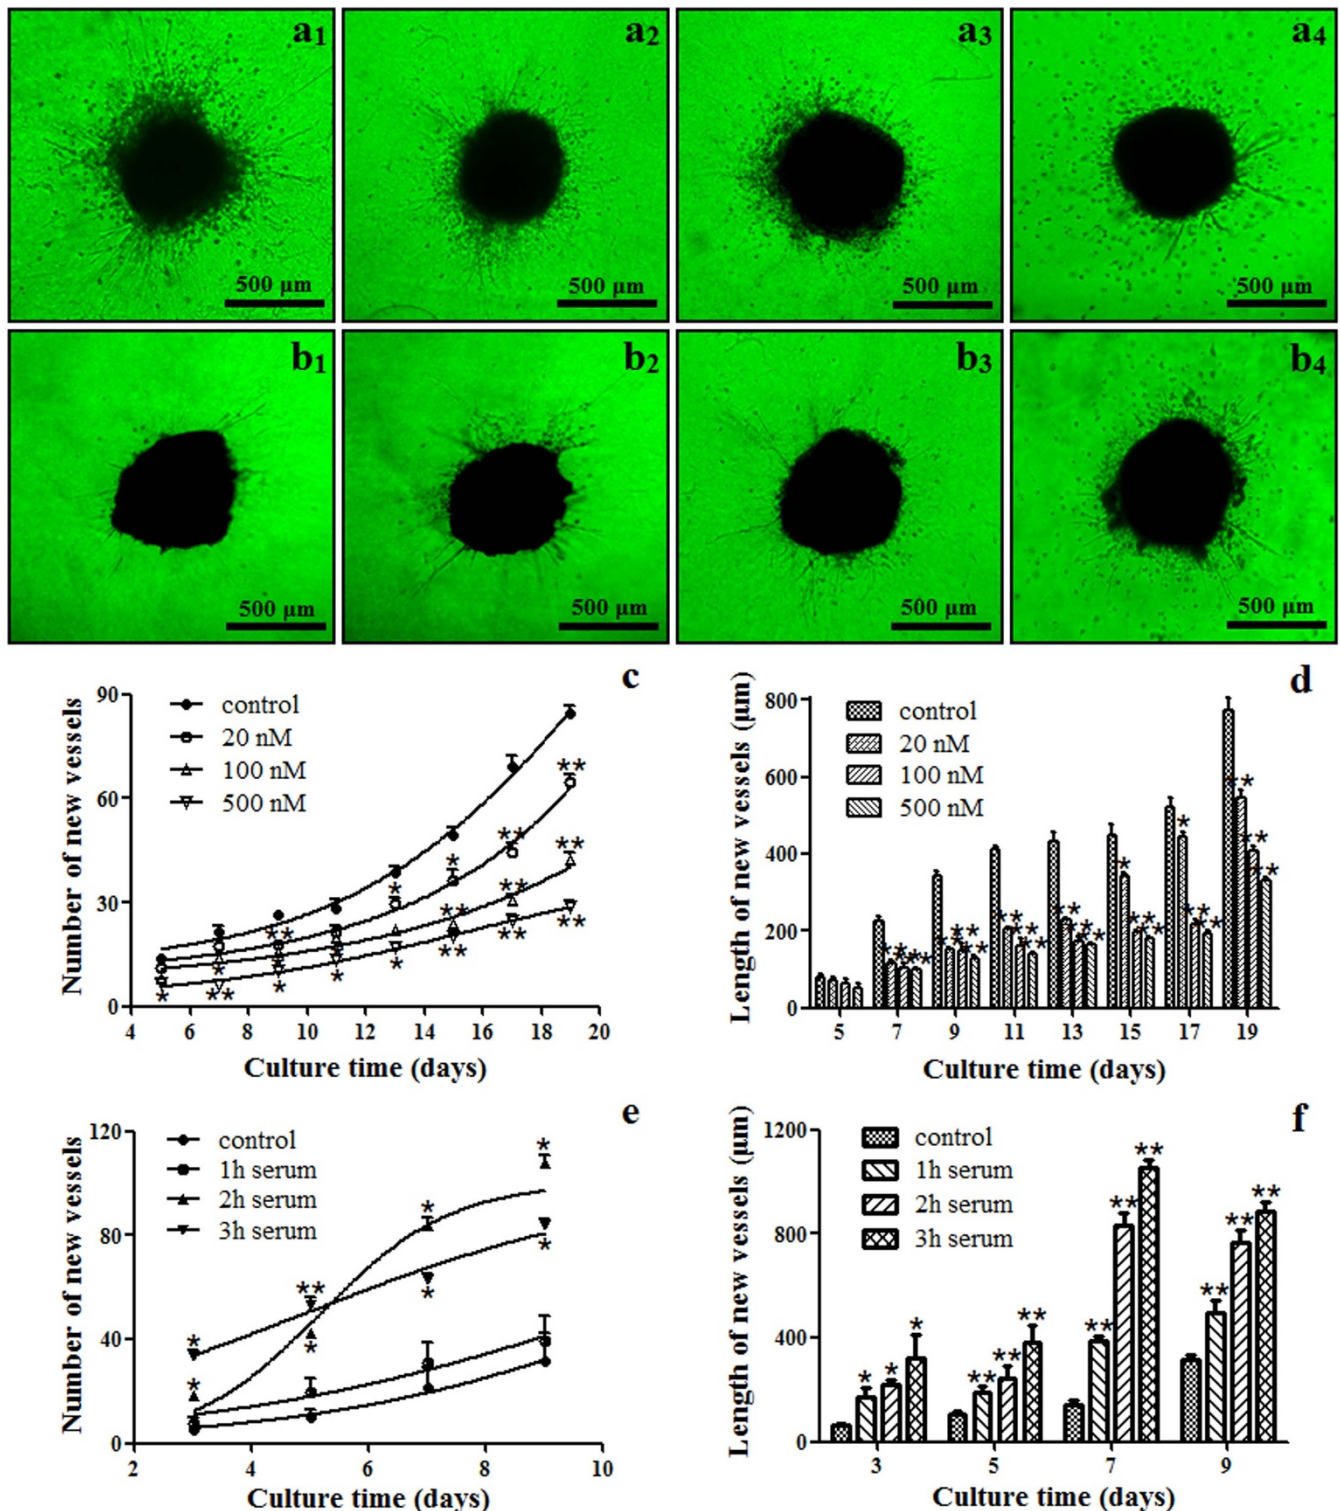 a1 a2 a3 a4
500 µm 500 µm 500 µm 500 µm
b1 b2 b3 b4
500 µm 500 µm 500 µm 500 µm
c
Number of new vessels
90
60
30
0
control
20 nM
100 nM
500 nM
**
**
**
**
**
*
*
**
**
**
**
*
*
*
**
*
4 6 8 10 12 14 16 18 20
Culture time (days)
d
Length of new vessels (µm)
800
600
400
200
0
control
20 nM
100 nM
500 nM
** ** **
** ** **
** ** **
** ** **
* ** **
* ** **
** ** **
5 7 9 11 13 15 17 19
Culture time (days)
e
Number of new vessels
120
80
40
0
control
1h serum
2h serum
3h serum
*
*
**
*
*
*
*
*
2 4 6 8 10
Culture time (days)
f
Length of new vessels (µm)
1200
800
400
0
control
1h serum
2h serum
3h serum
* * *
** ** **
** ** **
** ** **
3 5 7 9
Culture time (days)